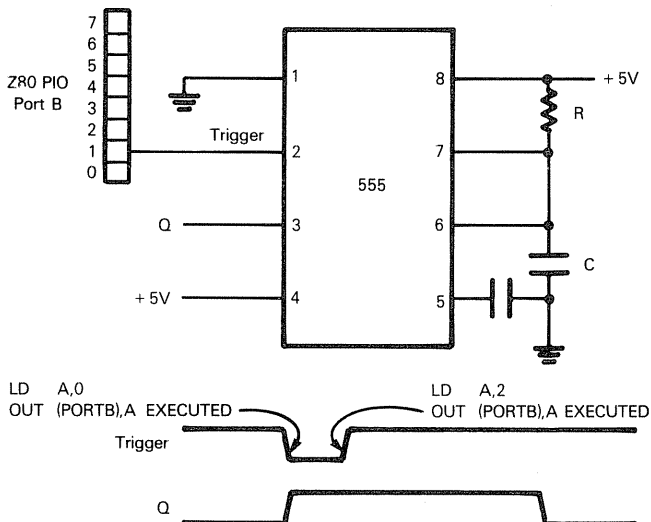 7
6
5
Z80 PIO
4
Port B
3
2
1
0
Trigger
1
2
3
4
555
8
7
6
5
+ 5V
R
C
Q
+ 5V
LD A,0
OUT (PORTB),A EXECUTED
LD A,2
OUT (PORTB),A EXECUTED
Trigger
Q